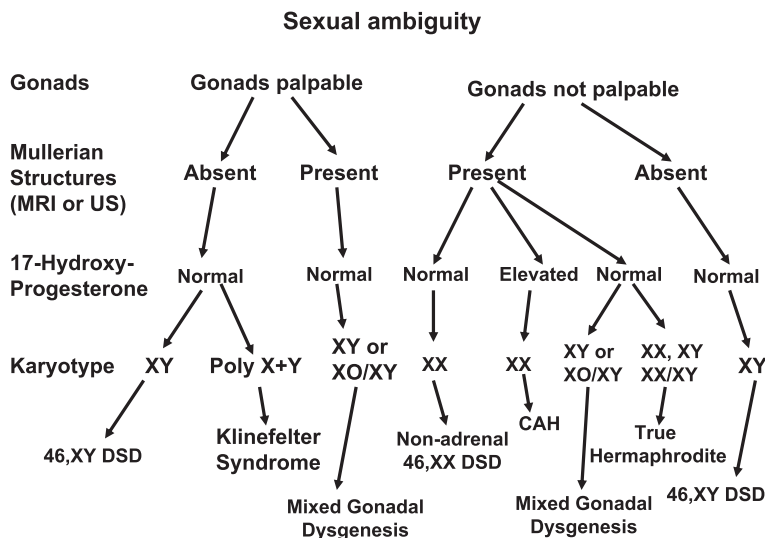 Sexual ambiguity
Gonads
Gonads palpable
Gonads not palpable
Mullerian
Structures
(MRI or US)
Absent
Present
Present
Absent
17-Hydroxy-
Progesterone
Normal
Normal
Normal
Elevated
Normal
Normal
Karyotype
XY
Poly X+Y
XY or
XO/XY
XX
XX
XY or
XO/XY
XX, XY
XX/XY
XY
46,XY DSD
Klinefelter
Syndrome
Mixed Gonadal
Dysgenesis
Non-adrenal
46,XX DSD
CAH
Mixed Gonadal
Dysgenesis
True
Hermaphrodite
46,XY DSD